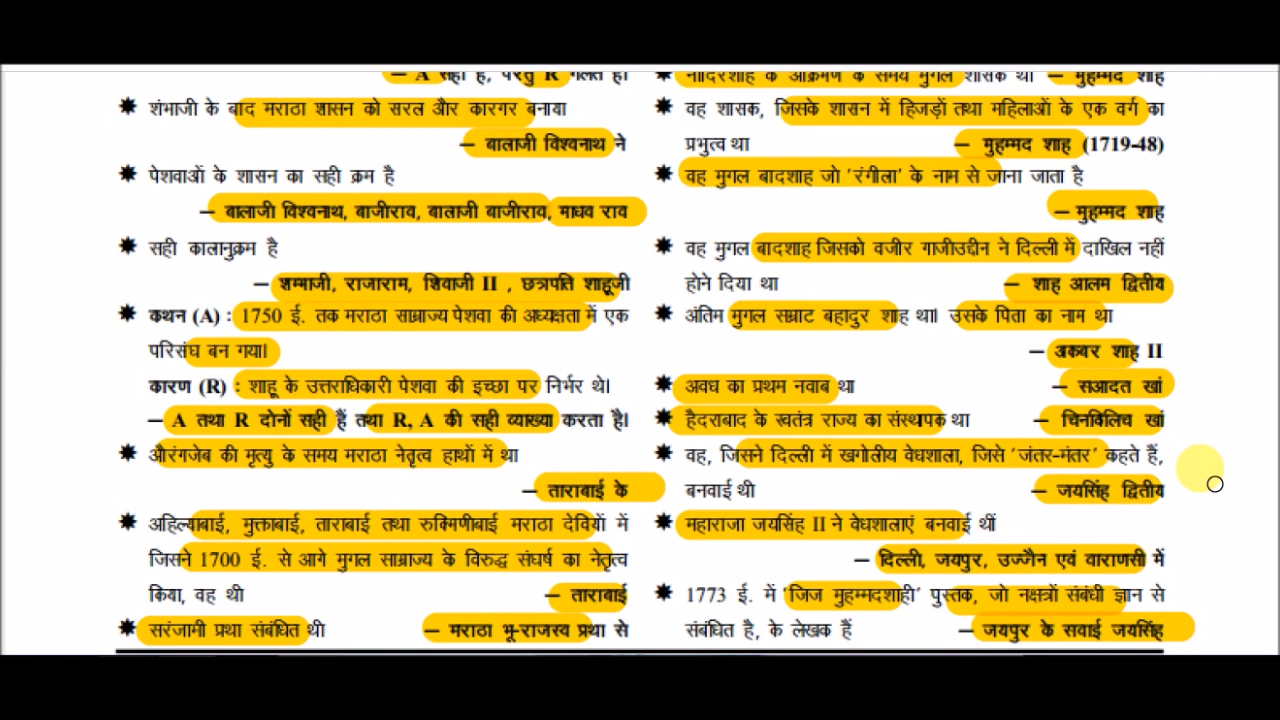 – A सही है, परंतु R गलत है।
✷ शंभाजी के बाद मराठा शासन को सरल और कारगर बनाया
– बालाजी विश्वनाथ ने
✷ पेशवाओं के शासन का सही क्रम है
– बालाजी विश्वनाथ, बाजीराव, बालाजी बाजीराव, माधव राव
✷ सही कालानुक्रम है
– शम्भाजी, राजाराम, शिवाजी II , छत्रपति शाहूजी
✷ कथन (A) : 1750 ई. तक मराठा साम्राज्य पेशवा की अध्यक्षता में एक
परिसंघ बन गया।
कारण (R) : शाहू के उत्तराधिकारी पेशवा की इच्छा पर निर्भर थे।
– A तथा R दोनों सही हैं तथा R, A की सही व्याख्या करता है।
✷ औरंगजेब की मृत्यु के समय मराठा नेतृत्व हाथों में था
– ताराबाई के
✷ अहिल्याबाई, मुक्ताबाई, ताराबाई तथा रुक्मिणीबाई मराठा देवियों में
जिसने 1700 ई. से आगे मुगल साम्राज्य के विरुद्ध संघर्ष का नेतृत्व
किया, वह थी – ताराबाई
✷ सरंजामी प्रथा संबंधित थी – मराठा भू-राजस्व प्रथा से
✷ नादिरशाह के आक्रमण के समय मुगल शासक था – मुहम्मद शाह
✷ वह शासक, जिसके शासन में हिजड़ों तथा महिलाओं के एक वर्ग का
प्रभुत्व था – मुहम्मद शाह (1719-48)
✷ वह मुगल बादशाह जो 'रंगीला' के नाम से जाना जाता है
– मुहम्मद शाह
✷ वह मुगल बादशाह जिसको वजीर गाजीउद्दीन ने दिल्ली में दाखिल नहीं
होने दिया था – शाह आलम द्वितीय
✷ अंतिम मुगल सम्राट बहादुर शाह था। उसके पिता का नाम था
– अकबर शाह II
✷ अवध का प्रथम नवाब था – सआदत खां
✷ हैदराबाद के स्वतंत्र राज्य का संस्थापक था – चिनकिलिच खां
✷ वह, जिसने दिल्ली में खगोलीय वेधशाला, जिसे 'जंतर-मंतर' कहते हैं,
बनवाई थी – जयसिंह द्वितीय
✷ महाराजा जयसिंह II ने वेधशालाएं बनवाई थीं
– दिल्ली, जयपुर, उज्जैन एवं वाराणसी में
✷ 1773 ई. में 'जिज मुहम्मदशाही' पुस्तक, जो नक्षत्रों संबंधी ज्ञान से
संबंधित है, के लेखक हैं – जयपुर के सवाई जयसिंह